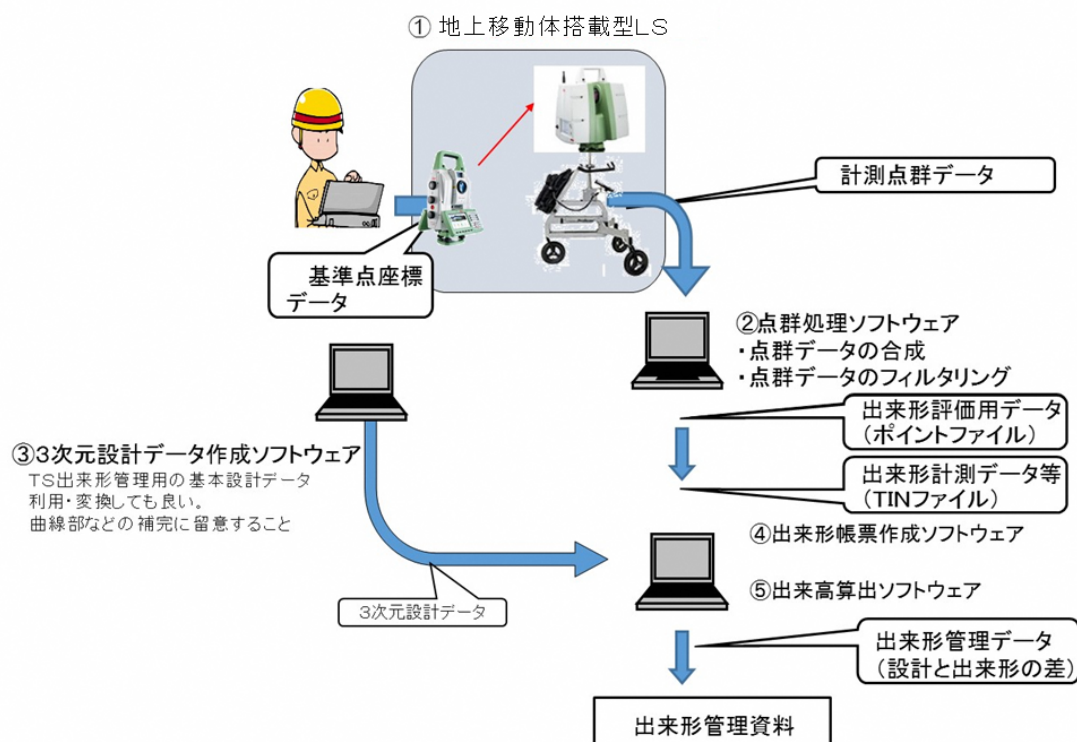 ① 地上移動体搭載型LS
計測点群データ
基準点座標
データ
②点群処理ソフトウェア
・点群データの合成
・点群データのフィルタリング
出来形評価用データ
(ポイントファイル)
③3次元設計データ作成ソフトウェア
TS出来形管理用の基本設計データ
利用・変換しても良い。
曲線部などの補完に留意すること
出来形計測データ等
(TINファイル)
④出来形帳票作成ソフトウェア
⑤出来高算出ソフトウェア
3次元設計データ
出来形管理データ
(設計と出来形の差)
出来形管理資料